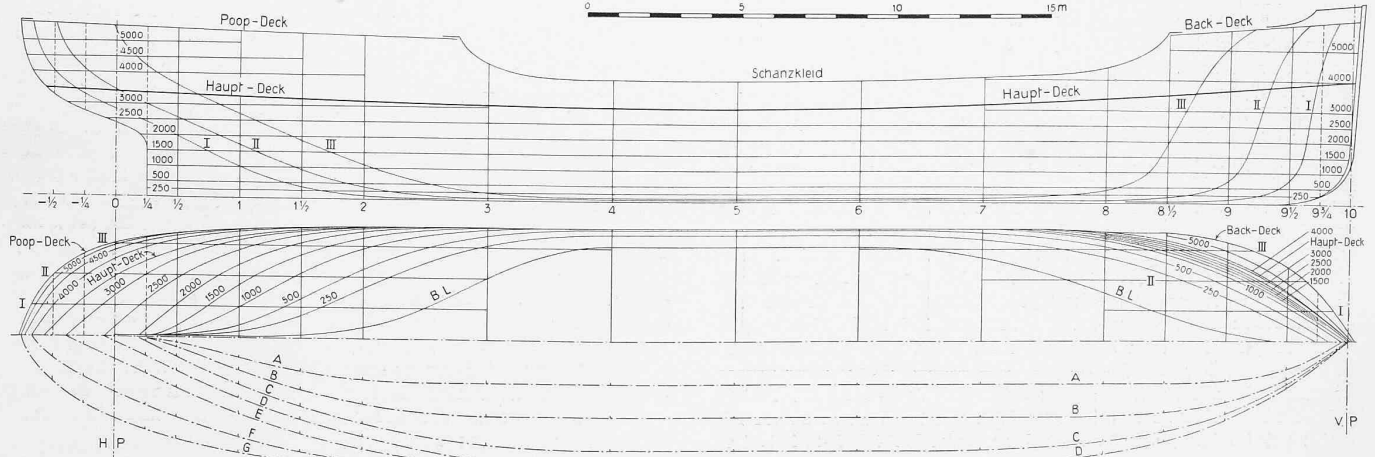 0 5 10 15 m
Poop-Deck
Back-Deck
Schanzkleid
Haupt-Deck
Haupt-Deck
5000
4500
4000
3000
2500
2000
1500
1000
500
250
I II III
III II I
5000
4000
3000
2500
2000
1500
1000
500
250
-½ -¼ 0 ¼ ½ 1 1½ 2 3 4 5 6 7 8 8½ 9 9½ 9¾ 10
Poop-Deck
III
II
I
5000
4500
Haupt-Deck
4000
3000
2500
2000
1500
1000
500
250
B L
Back-Deck
5000
III
4000
Haupt-Deck
3000
2500
2000
1500
I
II
500
1000
250
B L
A
B
C
D
E
F
G
A
B
C
D
H P
V. P